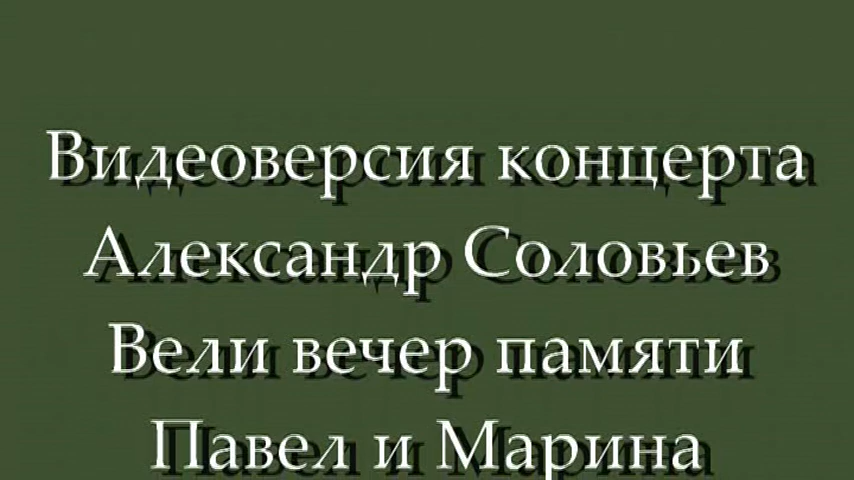 Видеоверсия концерта
Александр Соловьев
Вели вечер памяти
Павел и Марина